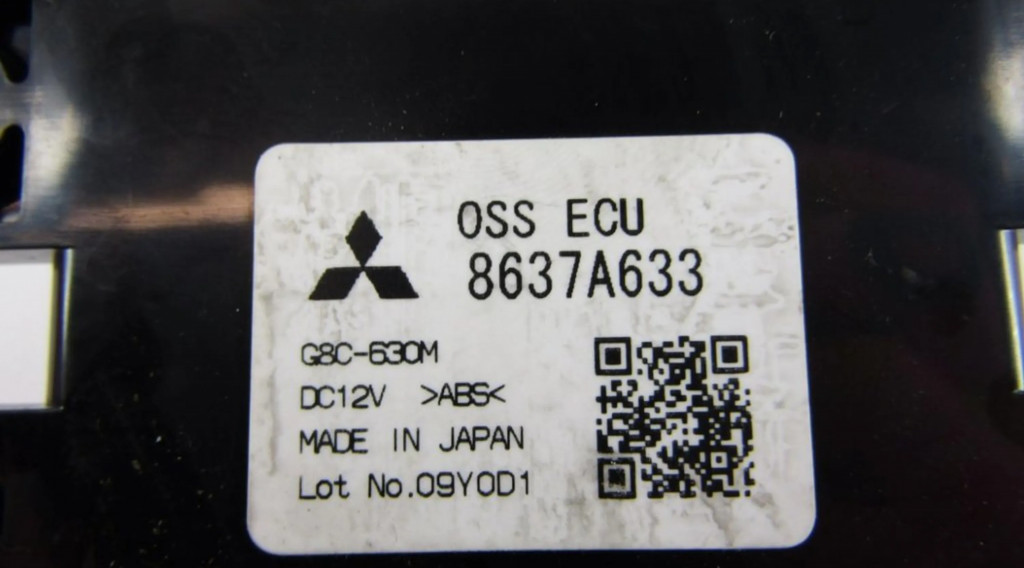 OSS ECU
8637A633
G8C-630M
DC12V >ABS<
MADE IN JAPAN
Lot No.09Y0D1